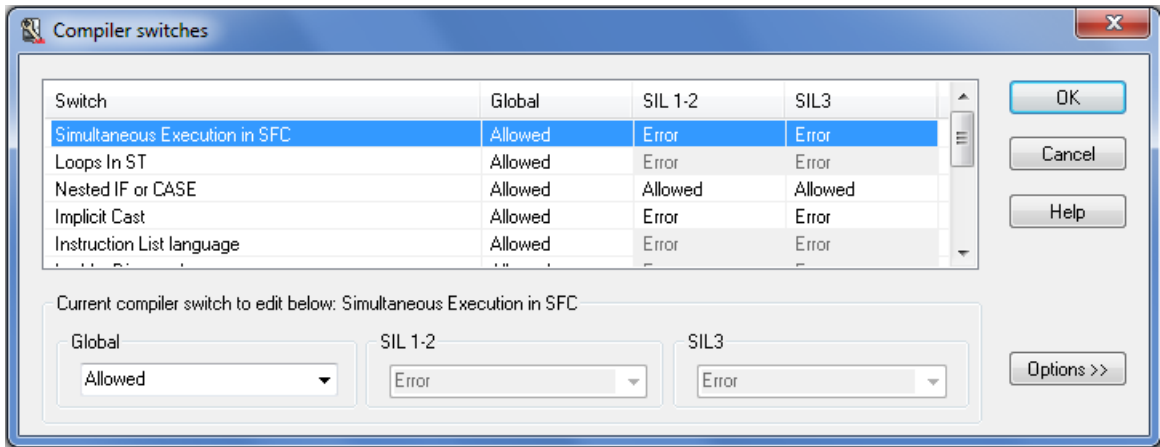 Compiler switches
Switch Global SIL 1-2 SIL3
Simultaneous Execution in SFC Allowed Error Error
Loops In ST Allowed Error Error
Nested IF or CASE Allowed Allowed Allowed
Implicit Cast Allowed Error Error
Instruction List language Allowed Error Error
OK
Cancel
Help
Current compiler switch to edit below: Simultaneous Execution in SFC
Global SIL 1-2 SIL3
Allowed Error Error
Options >>